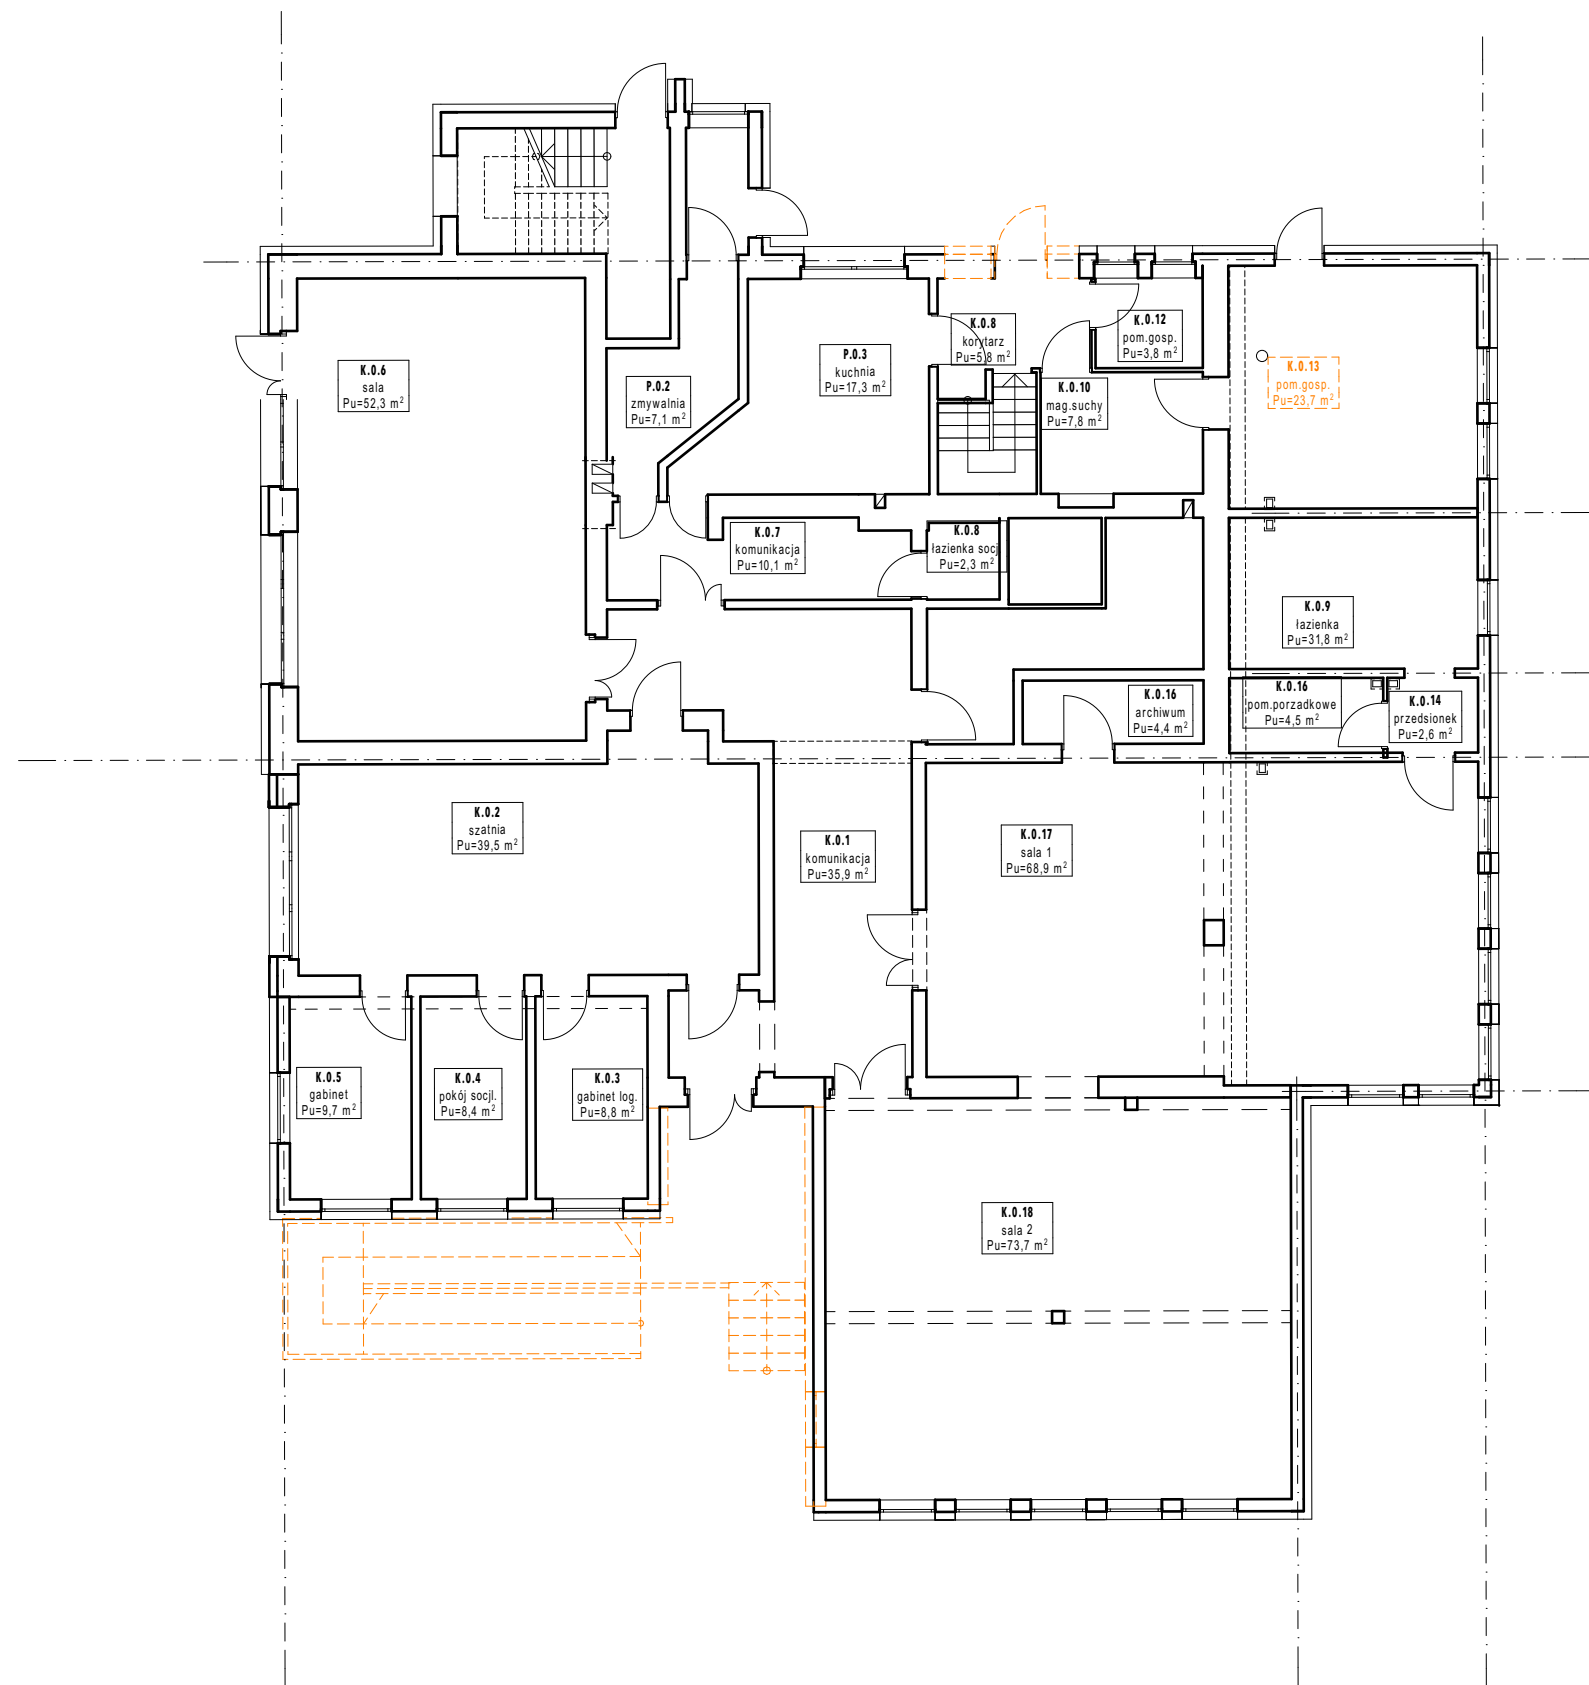 K.0.8
korytarz
Pu=5,8 m²
K.0.12
pom.gosp.
Pu=3,8 m²
P.0.3
kuchnia
Pu=17,3 m²
K.0.6
sala
Pu=52,3 m²
K.0.13
pom.gosp.
Pu=23,7 m²
P.0.2
zmywalnia
Pu=7,1 m²
K.0.10
mag.suchy
Pu=7,8 m²
K.0.7
komunikacja
Pu=10,1 m²
K.0.8
łazienka socj
Pu=2,3 m²
K.0.9
łazienka
Pu=31,8 m²
K.0.16
archiwum
Pu=4,4 m²
K.0.16
pom.porzadkowe
Pu=4,5 m²
K.0.14
przedsionek
Pu=2,6 m²
K.0.2
szatnia
Pu=39,5 m²
K.0.1
komunikacja
Pu=35,9 m²
K.0.17
sala 1
Pu=68,9 m²
K.0.5
gabinet
Pu=9,7 m²
K.0.4
pokój socjl.
Pu=8,4 m²
K.0.3
gabinet log.
Pu=8,8 m²
K.0.18
sala 2
Pu=73,7 m²